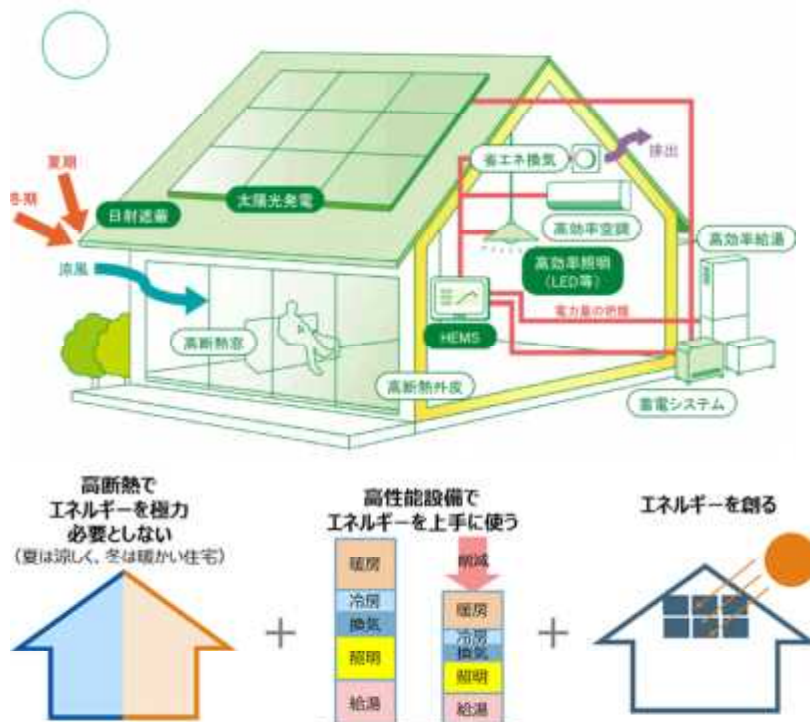 夏期
冬期
日射遮蔽
太陽光発電
省エネ換気
排出
高効率空調
高効率給湯
高効率照明
(LED等)
涼風
高断熱窓
HEMS
電力量の把握
高断熱外皮
蓄電システム
高断熱で
エネルギーを極力
必要としない
(夏は涼しく、冬は暖かい住宅)
高性能設備で
エネルギーを上手に使う
エネルギーを創る
暖房
冷房
換気
照明
給湯
削減
暖房
冷房
換気
照明
給湯